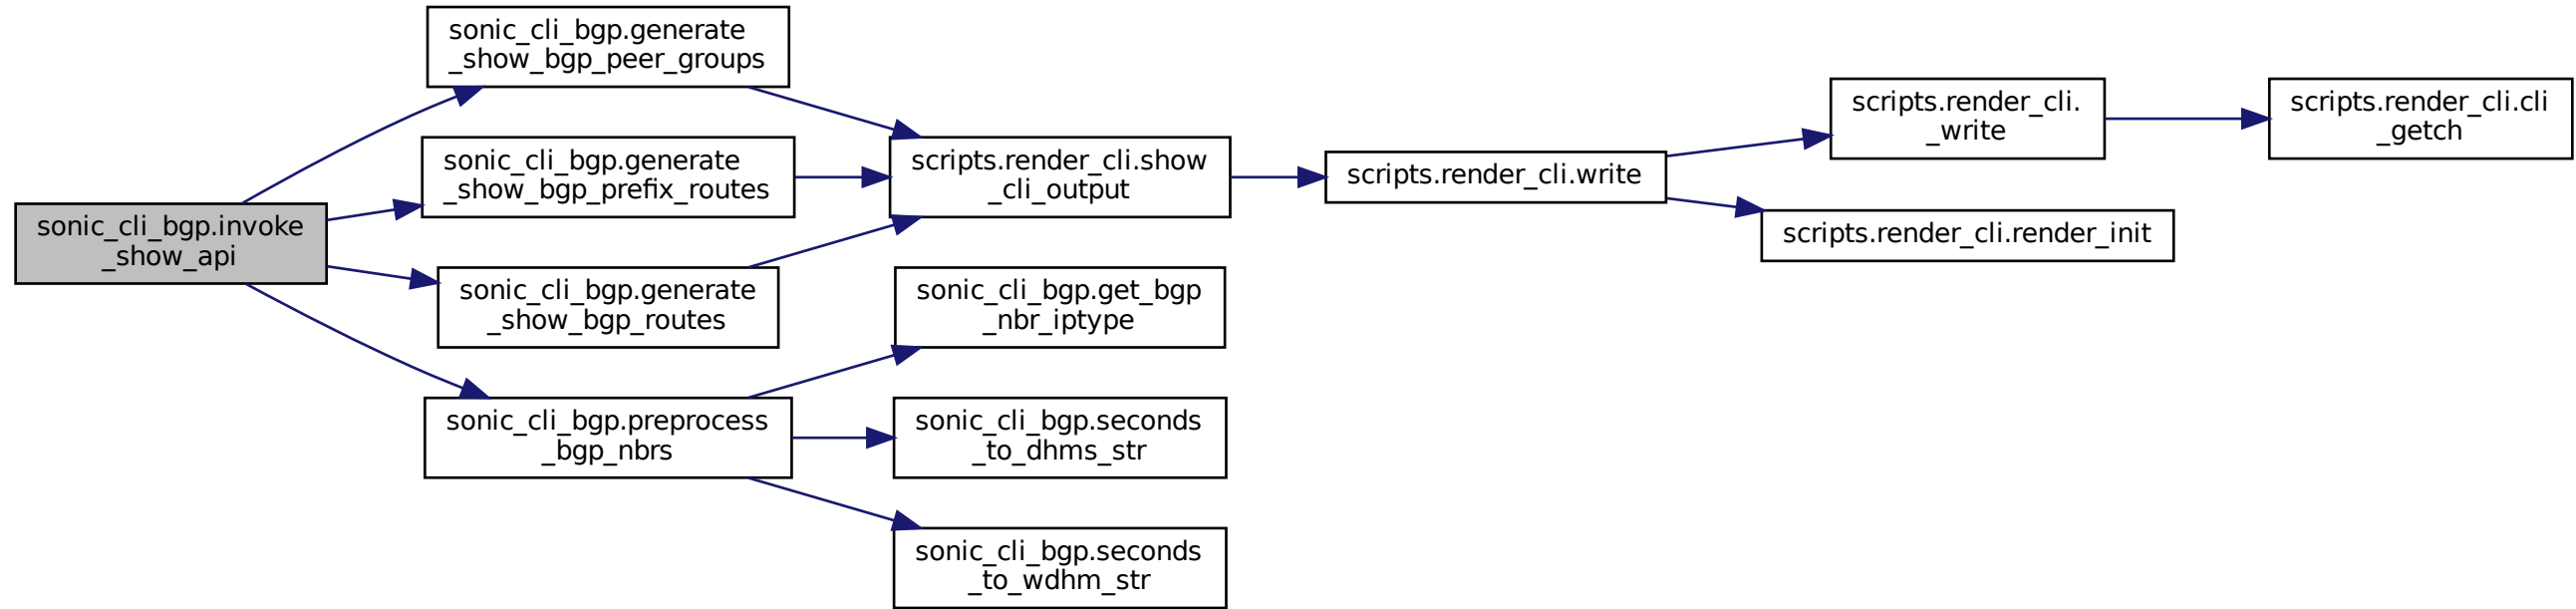 sonic_cli_bgp.invoke
_show_api
sonic_cli_bgp.generate
_show_bgp_peer_groups
sonic_cli_bgp.generate
_show_bgp_prefix_routes
sonic_cli_bgp.generate
_show_bgp_routes
sonic_cli_bgp.preprocess
_bgp_nbrs
scripts.render_cli.show
_cli_output
sonic_cli_bgp.get_bgp
_nbr_iptype
sonic_cli_bgp.seconds
_to_dhms_str
sonic_cli_bgp.seconds
_to_wdhm_str
scripts.render_cli.write
scripts.render_cli.
_write
scripts.render_cli.render_init
scripts.render_cli.cli
_getch